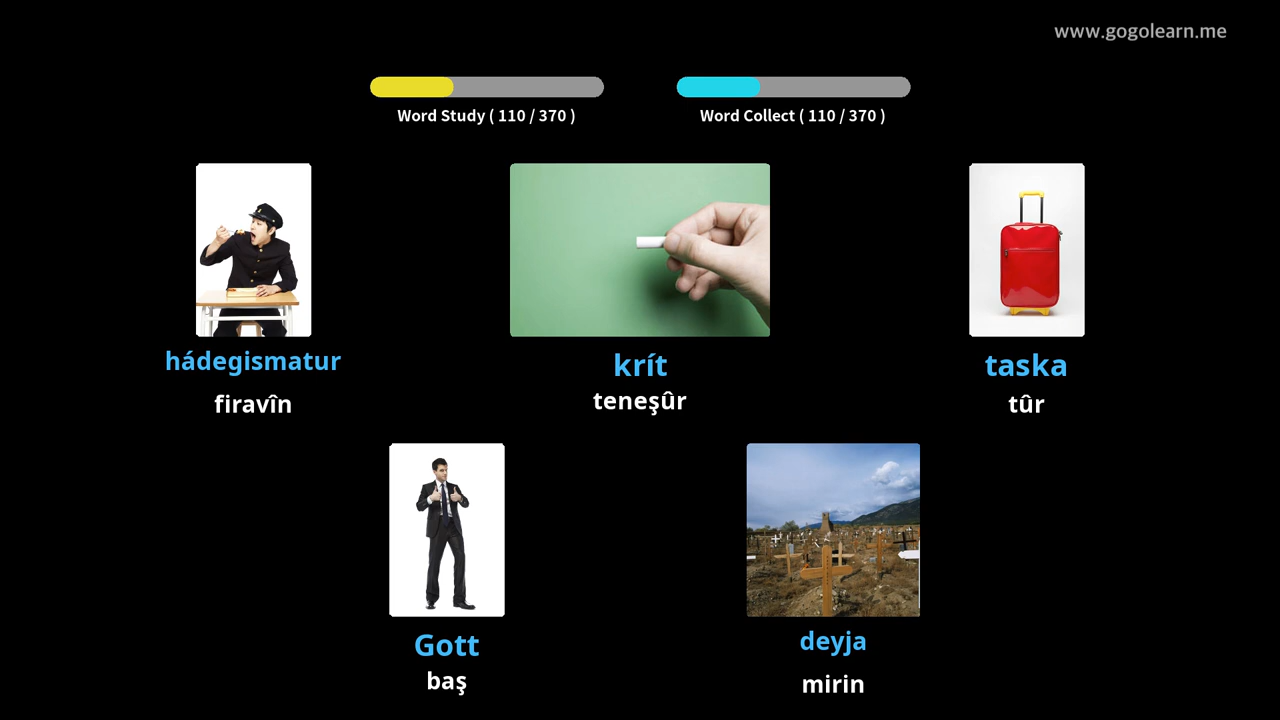 www.gogolearn.me
Word Study ( 110 / 370 )
Word Collect ( 110 / 370 )
hádegismatur
firavîn
krít
teneşûr
taska
tûr
Gott
baş
deyja
mirin